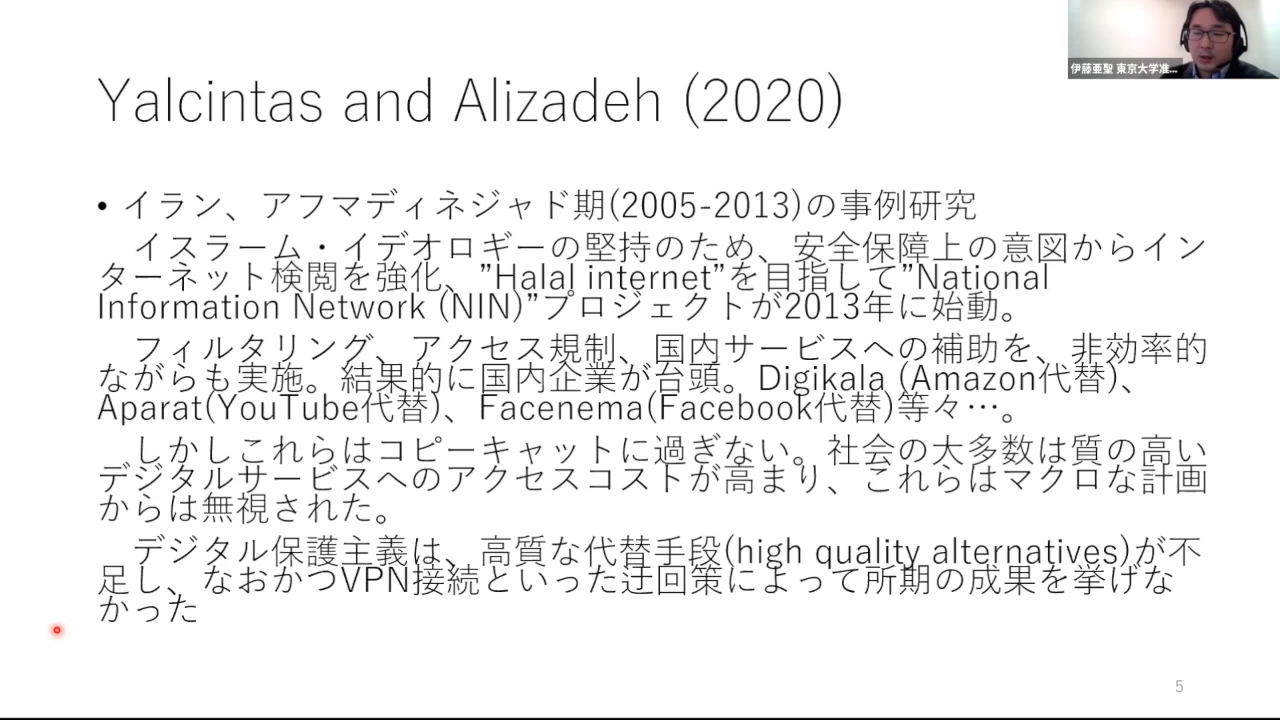 伊藤亜聖 東京大学准...
Yalcintas and Alizadeh (2020)
• イラン、アフマディネジャド期(2005-2013)の事例研究
イスラーム・イデオロギーの堅持のため、安全保障上の意図からイン
ターネット検閲を強化、”Halal internet”を目指して”National
Information Network (NIN)”プロジェクトが2013年に始動。
フィルタリング、アクセス規制、国内サービスへの補助を、非効率的
ながらも実施。結果的に国内企業が台頭。Digikala (Amazon代替)、
Aparat(YouTube代替)、Facenema(Facebook代替)等々…。
しかしこれらはコピーキャットに過ぎない。社会の大多数は質の高い
デジタルサービスへのアクセスコストが高まり、これらはマクロな計画
からは無視された。
デジタル保護主義は、高質な代替手段(high quality alternatives)が不
足し、なおかつVPN接続といった迂回策によって所期の成果を挙げな
かった
5